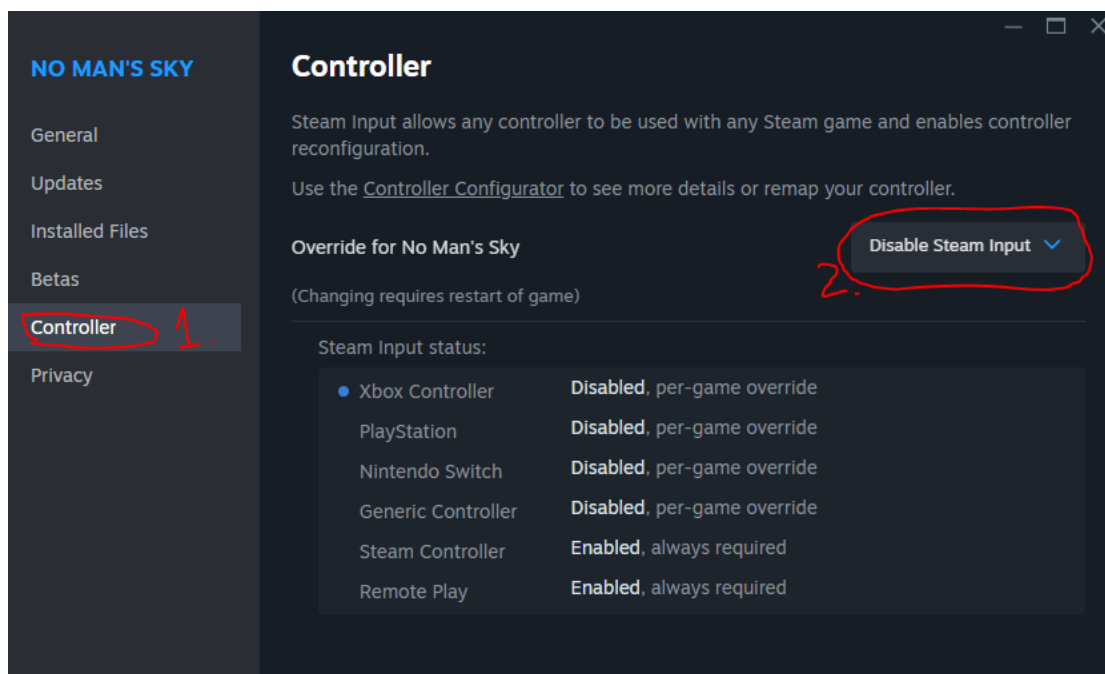 NO MAN'S SKY
General
Updates
Installed Files
Betas
Controller
1.
Privacy
Controller
Steam Input allows any controller to be used with any Steam game and enables controller
reconfiguration.
Use the Controller Configurator to see more details or remap your controller.
Override for No Man's Sky
Disable Steam Input
2.
(Changing requires restart of game)
Steam Input status:
Xbox Controller Disabled, per-game override
PlayStation Disabled, per-game override
Nintendo Switch Disabled, per-game override
Generic Controller Disabled, per-game override
Steam Controller Enabled, always required
Remote Play Enabled, always required